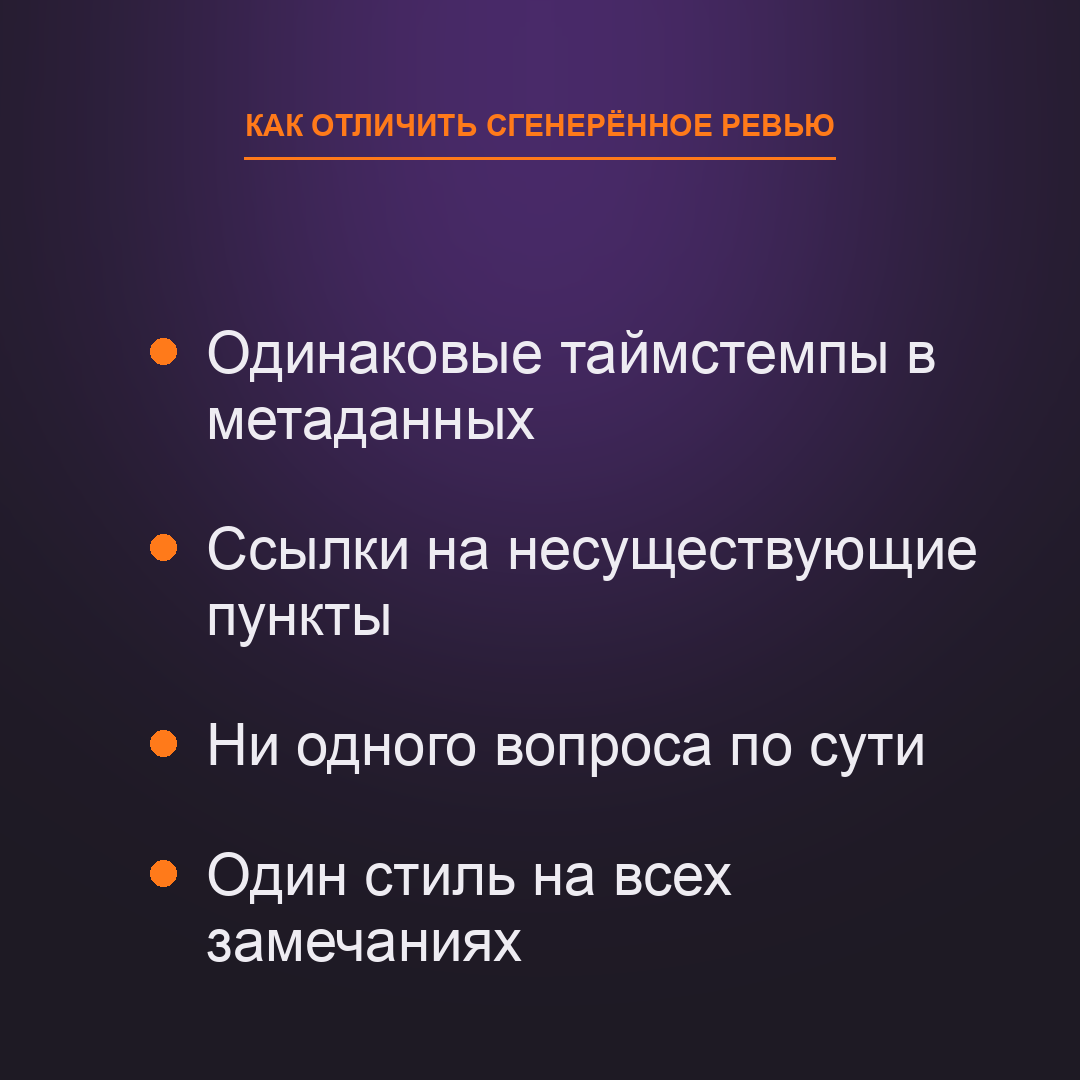 КАК ОТЛИЧИТЬ СГЕНЕРЁННОЕ РЕВЬЮ
Одинаковые таймстемпы в
метаданных
Ссылки на несуществующие
пункты
Ни одного вопроса по сути
Один стиль на всех
замечаниях